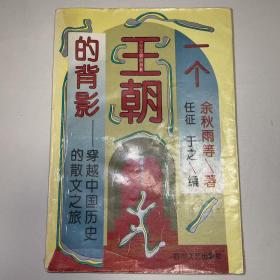 一个
王朝
的背影
——穿越中国历史
的散文之旅
余秋雨等 著
任征 于之 编